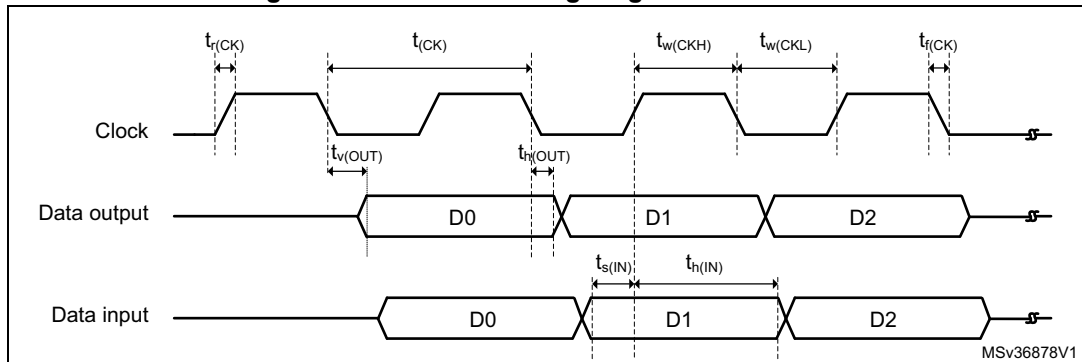 t_r(CK) t_(CK) t_w(CKH) t_w(CKL) t_f(CK)
Clock
t_v(OUT) t_h(OUT)
Data output D0 D1 D2
t_s(IN) t_h(IN)
Data input D0 D1 D2
MSv36878V1